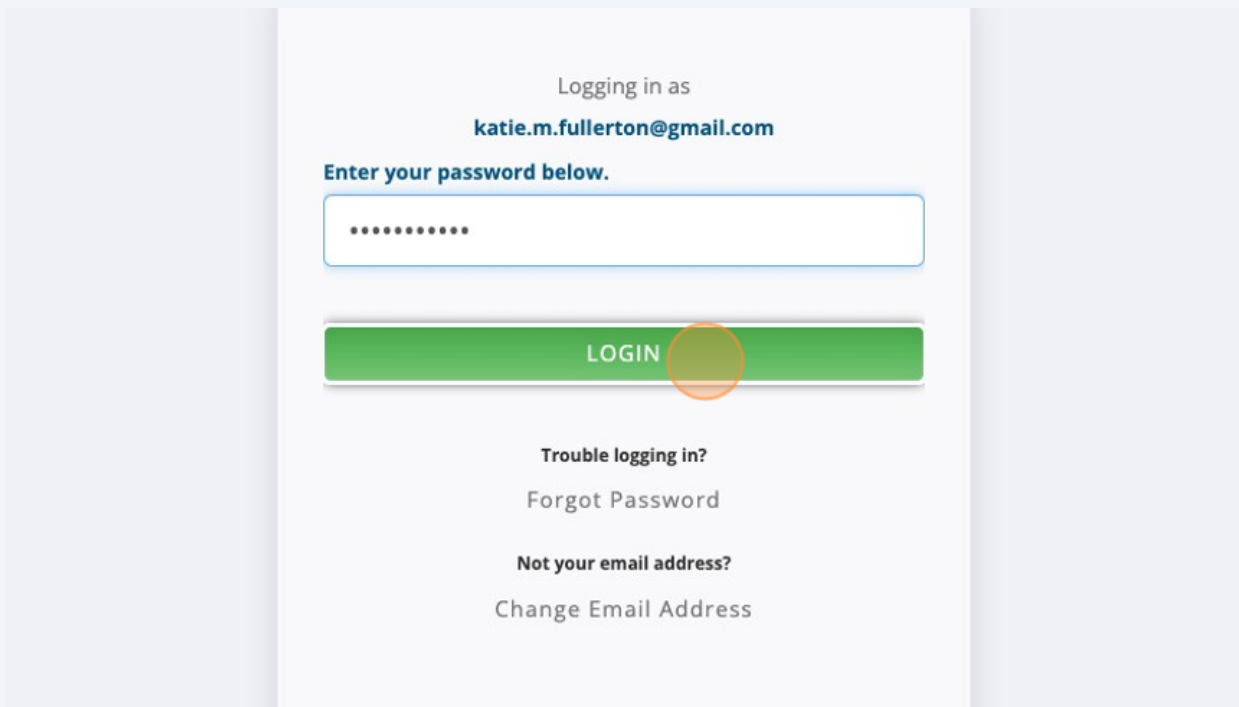 Logging in as
katie.m.fullerton@gmail.com
Enter your password below.
•••••••••••
LOGIN
Trouble logging in?
Forgot Password
Not your email address?
Change Email Address